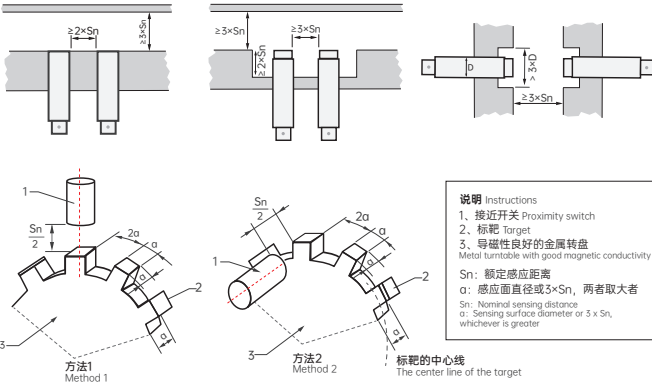 ≥2×Sn
≥3×Sn
≥3×Sn
≥3×Sn
≥2×Sn
D
> 3×D
≥3×Sn
1
Sn
2
2a
a
a
2
a
3
方法1
Method 1
Sn
2
1
2a
a
a
2
a
3
方法2
Method 2
标靶的中心线
The center line of the target
说明 Instructions
1、接近开关 Proximity switch
2、标靶 Target
3、导磁性良好的金属转盘
Metal turntable with good magnetic conductivity
Sn：额定感应距离
a：感应面直径或3×Sn，两者取大者
Sn：Nominal sensing distance
a：Sensing surface diameter or 3 x Sn,
whichever is greater